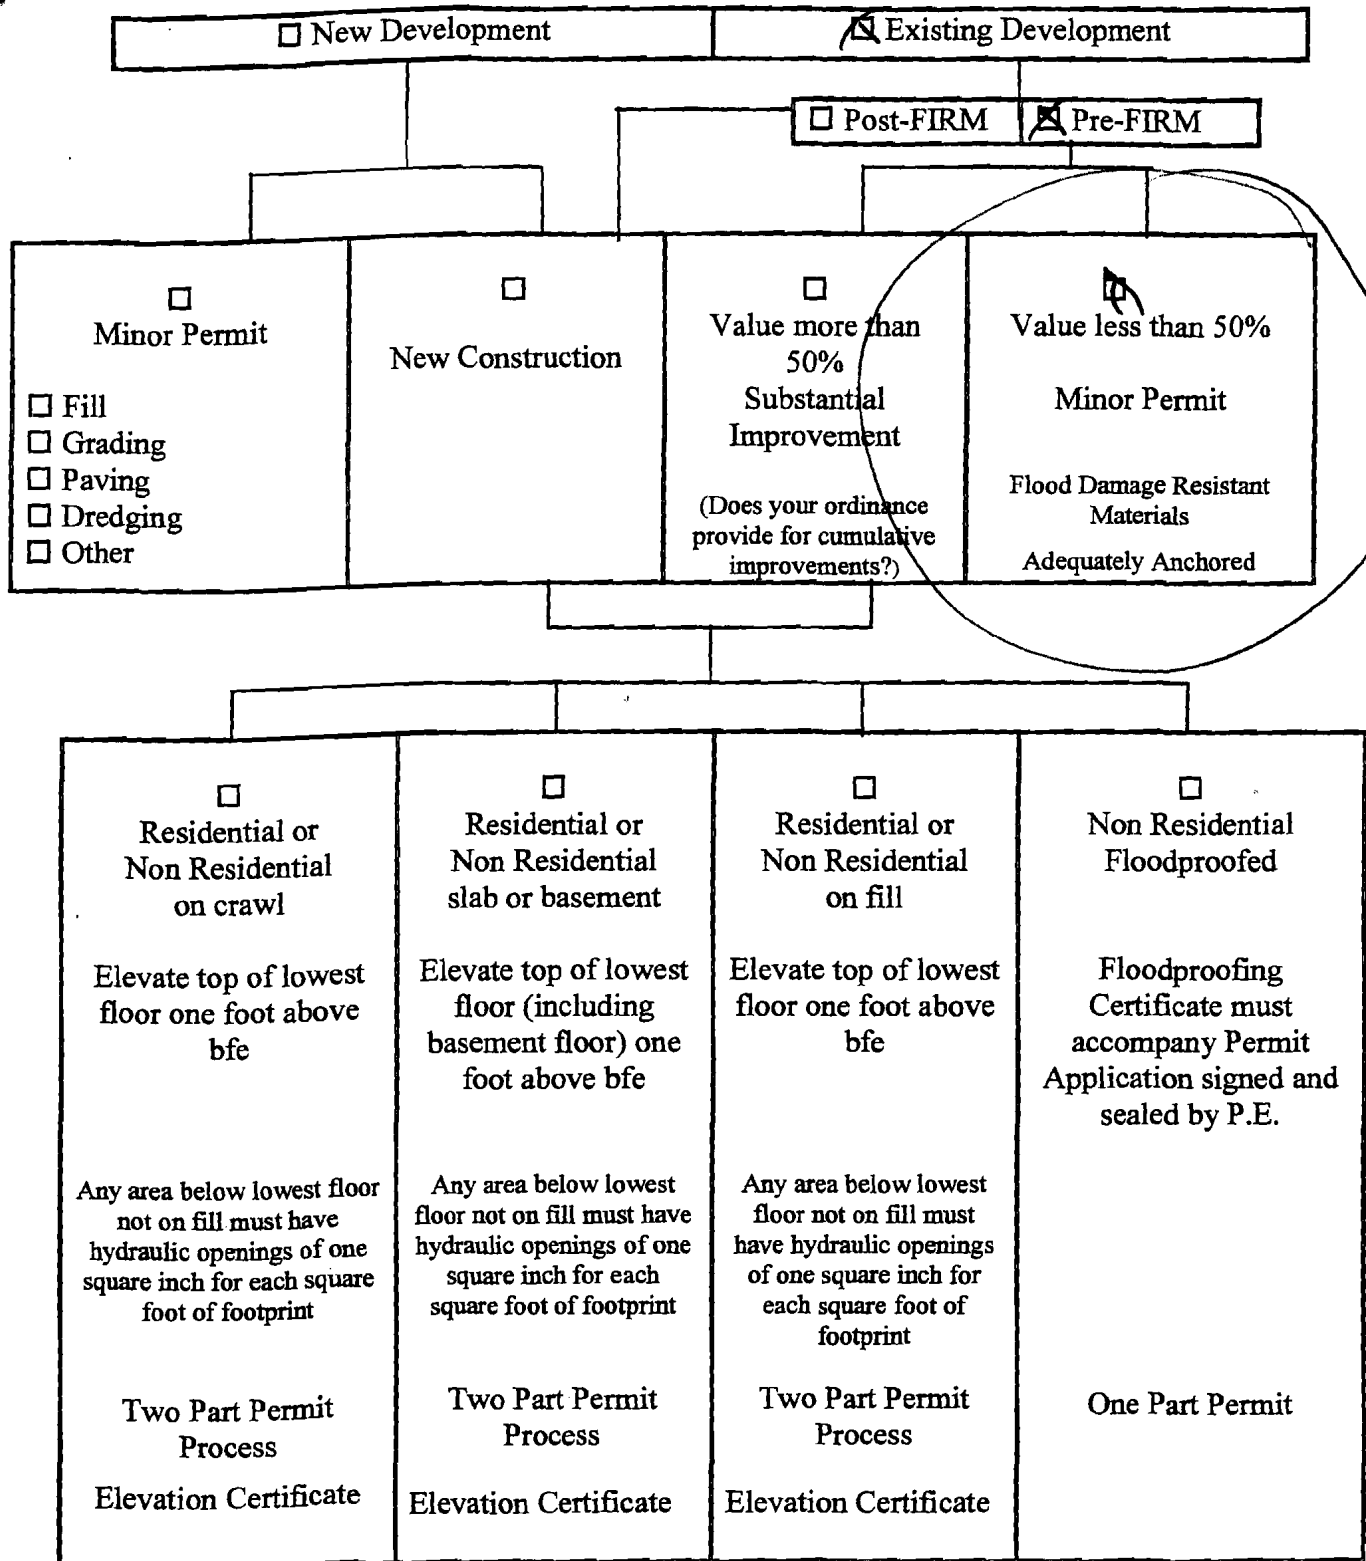 ☐ New Development
☒ Existing Development
☐ Post-FIRM
☒ Pre-FIRM
☐
Minor Permit
☐ Fill
☐ Grading
☐ Paving
☐ Dredging
☐ Other
☐
New Construction
☐
Value more than
50%
Substantial
Improvement
(Does your ordinance
provide for cumulative
improvements?)
☒
Value less than 50%
Minor Permit
Flood Damage Resistant
Materials
Adequately Anchored
☐
Residential or
Non Residential
on crawl
Elevate top of lowest
floor one foot above
bfe
Any area below lowest floor
not on fill must have
hydraulic openings of one
square inch for each square
foot of footprint
Two Part Permit
Process
Elevation Certificate
☐
Residential or
Non Residential
slab or basement
Elevate top of lowest
floor (including
basement floor) one
foot above bfe
Any area below lowest
floor not on fill must have
hydraulic openings of one
square inch for each
square foot of footprint
Two Part Permit
Process
Elevation Certificate
☐
Residential or
Non Residential
on fill
Elevate top of lowest
floor one foot above
bfe
Any area below lowest
floor not on fill must
have hydraulic openings
of one square inch for
each square foot of
footprint
Two Part Permit
Process
Elevation Certificate
☐
Non Residential
Floodproofed
Floodproofing
Certificate must
accompany Permit
Application signed and
sealed by P.E.
One Part Permit